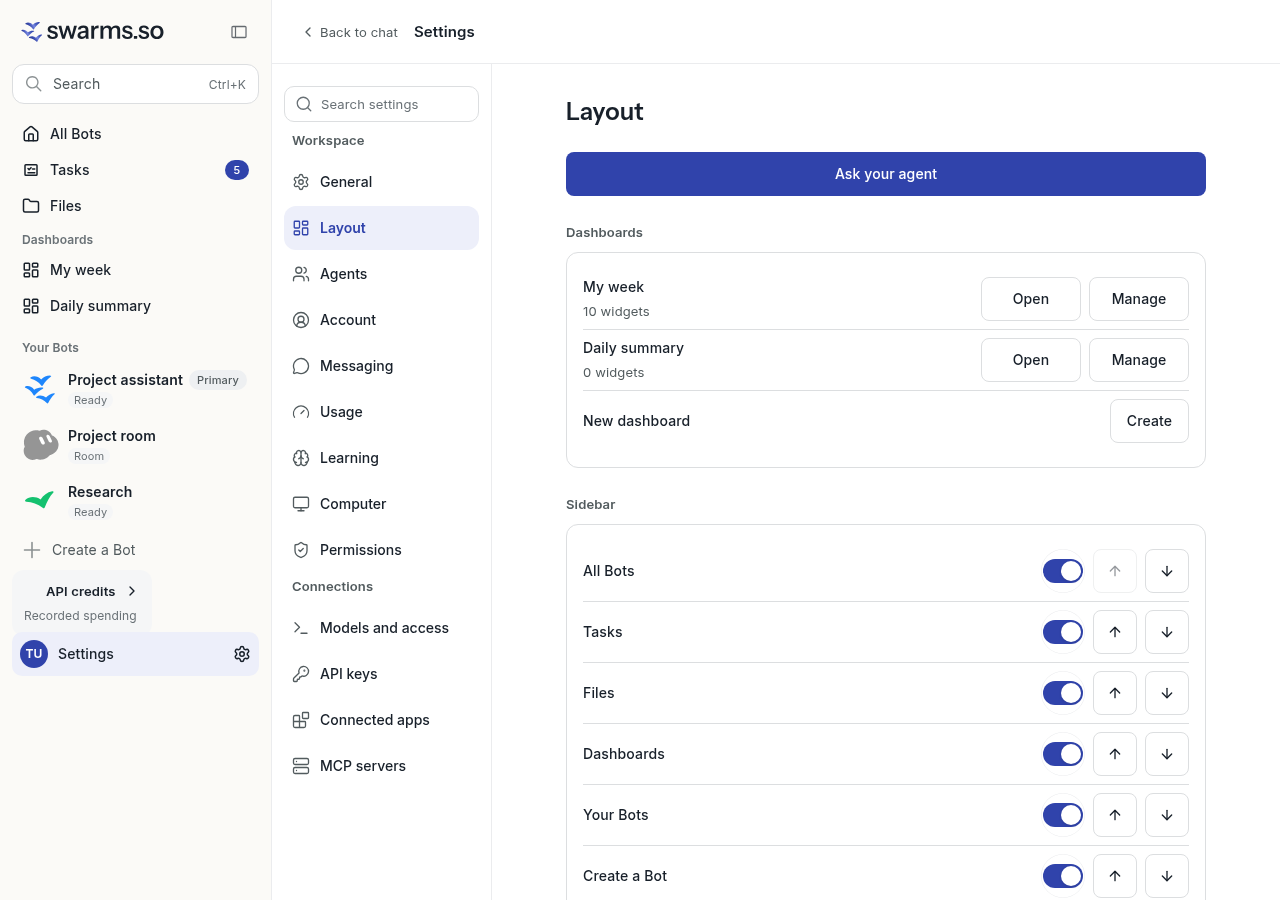 swarms.so
Search Ctrl+K
All Bots
Tasks 5
Files
Dashboards
My week
Daily summary
Your Bots
Project assistant Primary
Ready
Project room
Room
Research
Ready
Create a Bot
API credits
Recorded spending
TU Settings
Back to chat Settings
Search settings
Workspace
General
Layout
Agents
Account
Messaging
Usage
Learning
Computer
Permissions
Connections
Models and access
API keys
Connected apps
MCP servers
Layout
Ask your agent
Dashboards
My week
10 widgets
Open Manage
Daily summary
0 widgets
Open Manage
New dashboard Create
Sidebar
All Bots
Tasks
Files
Dashboards
Your Bots
Create a Bot